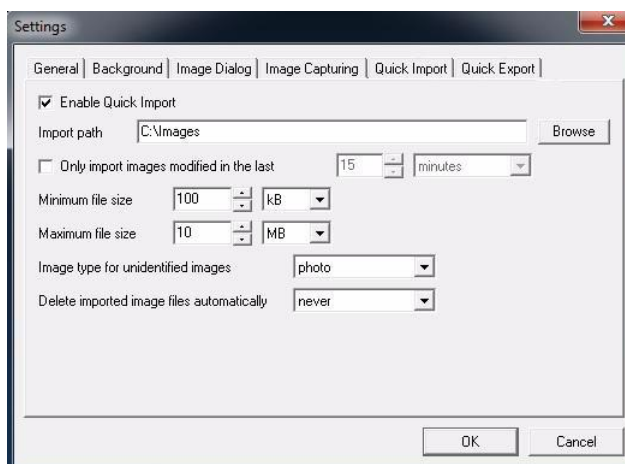 Settings
General Background Image Dialog Image Capturing Quick Import Quick Export
Enable Quick Import
Import path C:\Images Browse
Only import images modified in the last 15 minutes
Minimum file size 100 kB
Maximum file size 10 MB
Image type for unidentified images photo
Delete imported image files automatically never
OK Cancel